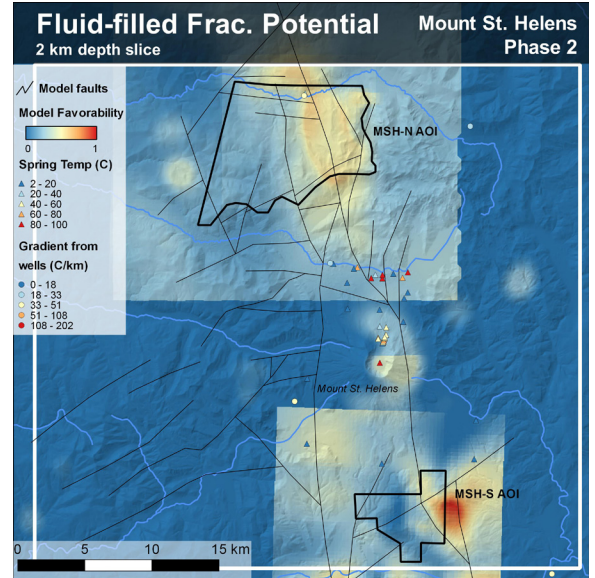 Fluid-filled Frac. Potential
2 km depth slice
Mount St. Helens
Phase 2
Model faults
Model Favorability
0 1
Spring Temp (C)
2 - 20
20 - 40
40 - 60
60 - 80
80 - 100
Gradient from
wells (C/km)
0 - 18
18 - 33
33 - 51
51 - 108
108 - 202
MSH-N AOI
Mount St. Helens
MSH-S AOI
0 5 10 15 km